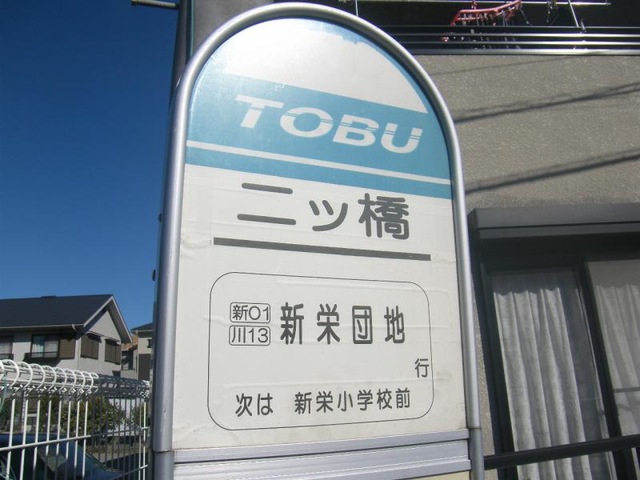 TOBU
二ッ橋
新01
川13
新栄団地
行
次は 新栄小学校前